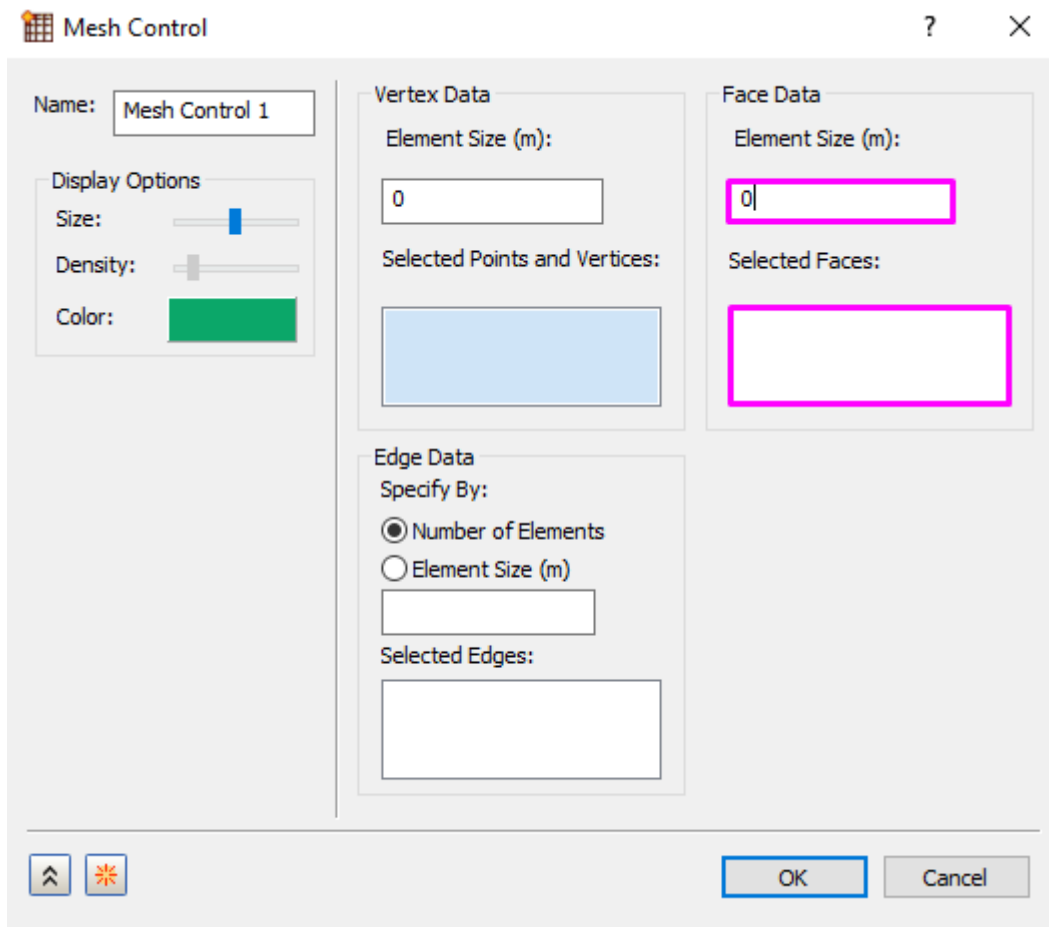 Mesh Control
?
Name:
Mesh Control 1
Display Options
Size:
Density:
Color:
Vertex Data
Element Size (m):
0
Selected Points and Vertices:
Face Data
Element Size (m):
0
Selected Faces:
Edge Data
Specify By:
Number of Elements
Element Size (m)
Selected Edges:
OK
Cancel